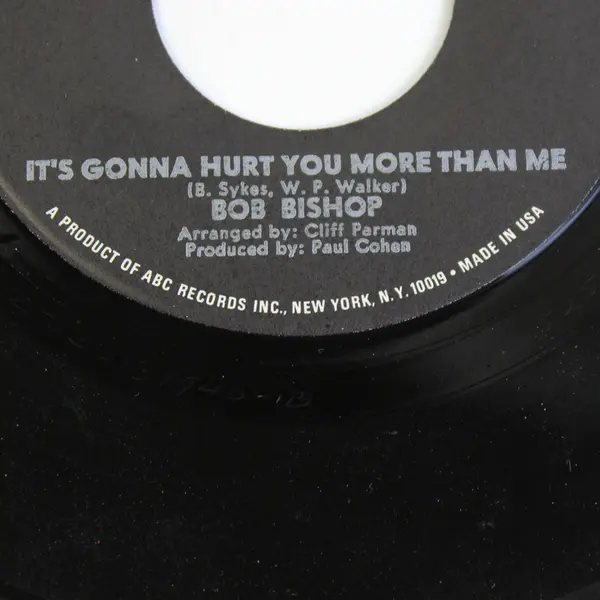 IT'S GONNA HURT YOU MORE THAN ME
(B. Sykes, W. P. Walker)
BOB BISHOP
Arranged by: Cliff Parman
Produced by: Paul Cohen
A PRODUCT OF ABC RECORDS INC., NEW YORK, N.Y. 10019 • MADE IN USA